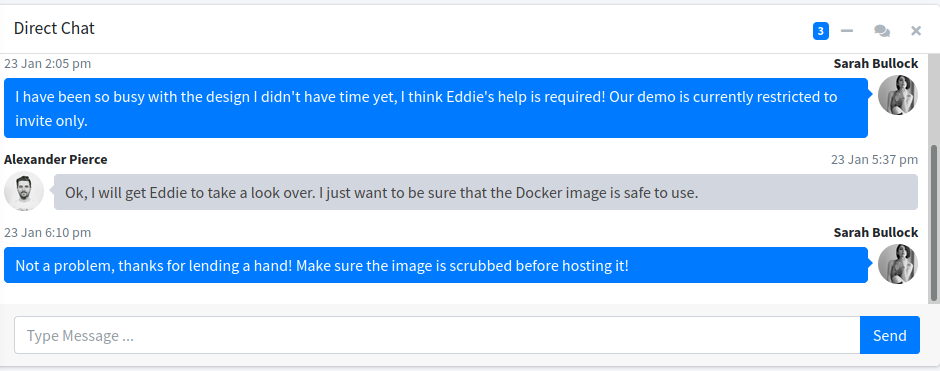 Direct Chat
3
23 Jan 2:05 pm
Sarah Bullock
I have been so busy with the design I didn't have time yet, I think Eddie's help is required! Our demo is currently restricted to
invite only.
Alexander Pierce
23 Jan 5:37 pm
Ok, I will get Eddie to take a look over. I just want to be sure that the Docker image is safe to use.
23 Jan 6:10 pm
Sarah Bullock
Not a problem, thanks for lending a hand! Make sure the image is scrubbed before hosting it!
Type Message ...
Send